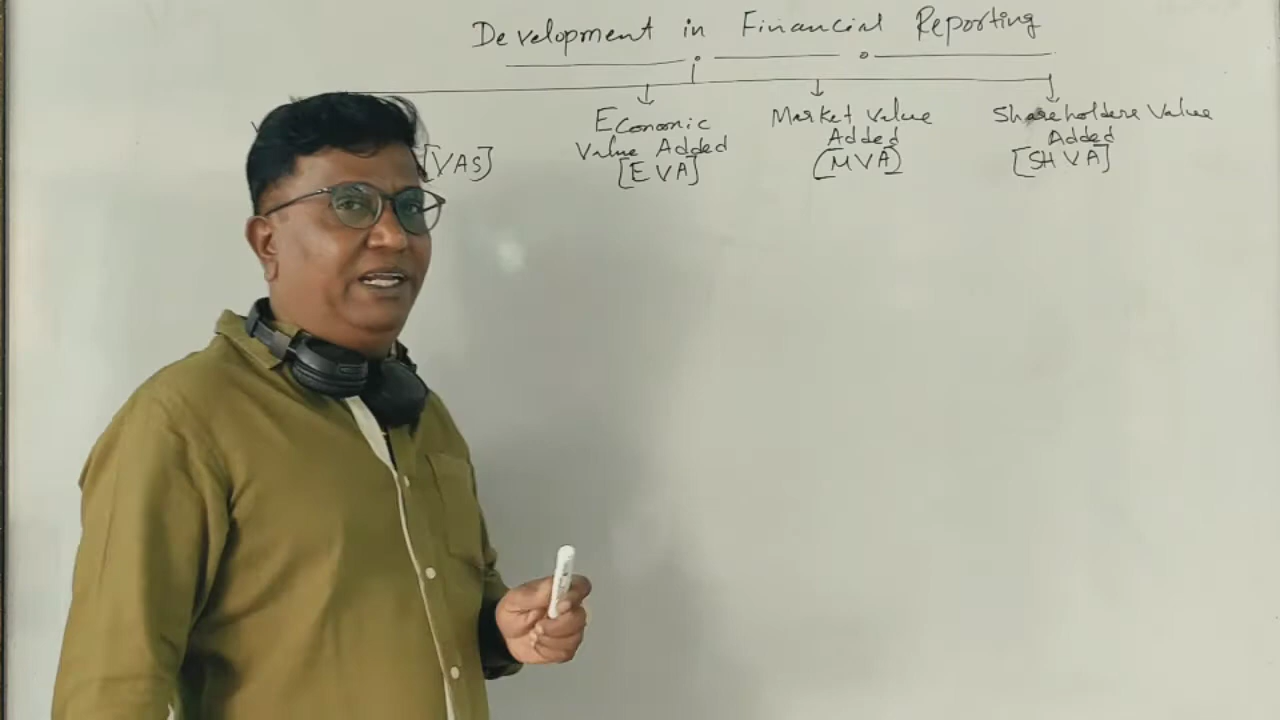 Development in Financial Reporting
[VAS]
Economic
Value Added
[EVA]
Market Value
Added
(MVA)
Shareholders Value
Added
[SHVA]